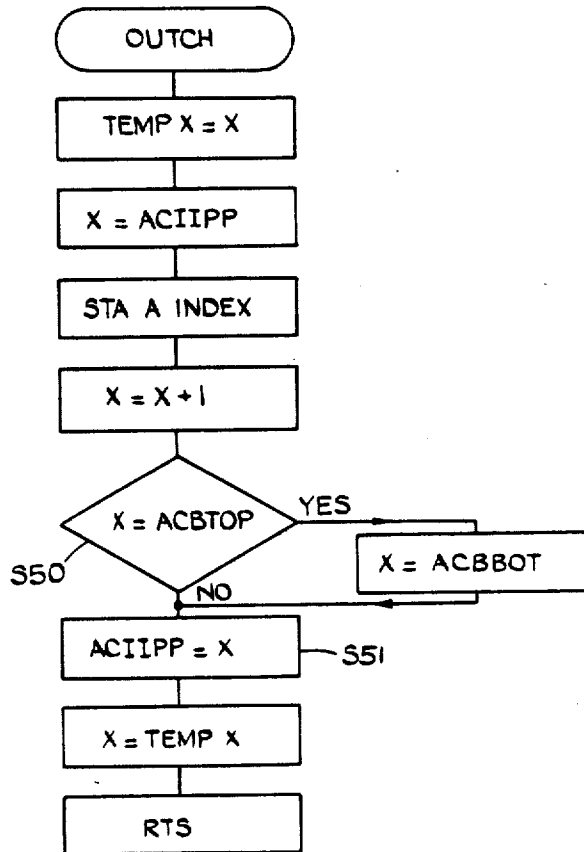 OUTCH
TEMP X = X
X = ACIIPP
STA A INDEX
X = X + 1
X = ACBTOP
YES
S50
X = ACBBOT
NO
ACIIPP = X
S51
X = TEMP X
RTS